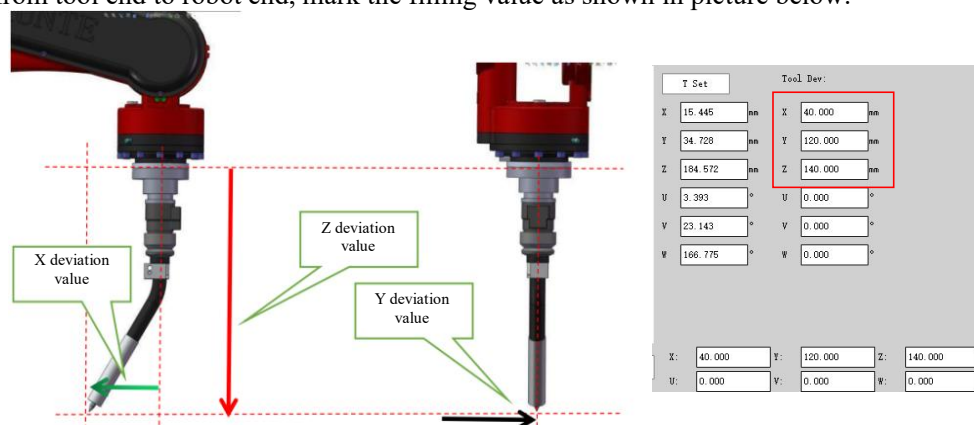 from tool end to robot end, mark the filling value as shown in picture below:
UNTE
X deviation
value
Z deviation
value
Y deviation
value
T Set Tool Dev:
X 15.445 mm X 40.000 mm
Y 34.728 mm Y 120.000 mm
Z 184.572 mm Z 140.000 mm
U 3.393 ° U 0.000 °
V 23.143 ° V 0.000 °
W 166.775 ° W 0.000 °
X: 40.000 Y: 120.000 Z: 140.000
U: 0.000 V: 0.000 W: 0.000